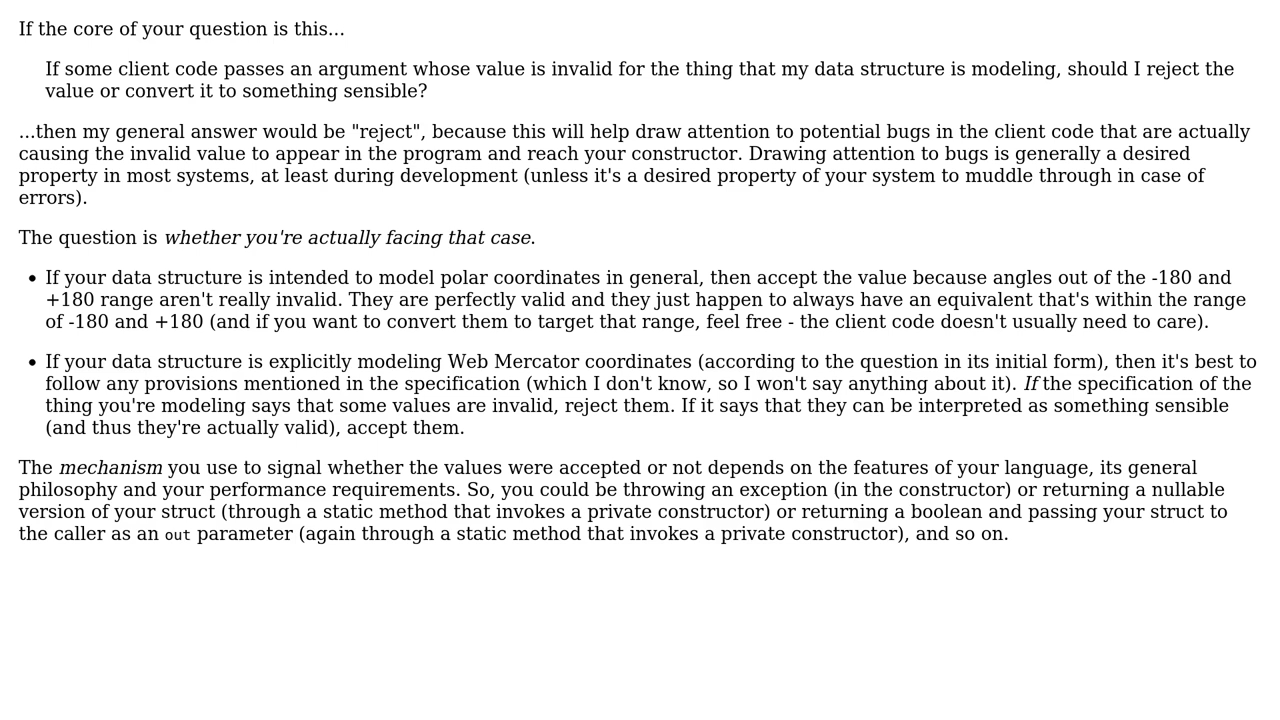 If the core of your question is this...
If some client code passes an argument whose value is invalid for the thing that my data structure is modeling, should I reject the
value or convert it to something sensible?
...then my general answer would be "reject", because this will help draw attention to potential bugs in the client code that are actually
causing the invalid value to appear in the program and reach your constructor. Drawing attention to bugs is generally a desired
property in most systems, at least during development (unless it's a desired property of your system to muddle through in case of
errors).
The question is whether you're actually facing that case.
• If your data structure is intended to model polar coordinates in general, then accept the value because angles out of the -180 and
+180 range aren't really invalid. They are perfectly valid and they just happen to always have an equivalent that's within the range
of -180 and +180 (and if you want to convert them to target that range, feel free - the client code doesn't usually need to care).
• If your data structure is explicitly modeling Web Mercator coordinates (according to the question in its initial form), then it's best to
follow any provisions mentioned in the specification (which I don't know, so I won't say anything about it). If the specification of the
thing you're modeling says that some values are invalid, reject them. If it says that they can be interpreted as something sensible
(and thus they're actually valid), accept them.
The mechanism you use to signal whether the values were accepted or not depends on the features of your language, its general
philosophy and your performance requirements. So, you could be throwing an exception (in the constructor) or returning a nullable
version of your struct (through a static method that invokes a private constructor) or returning a boolean and passing your struct to
the caller as an out parameter (again through a static method that invokes a private constructor), and so on.